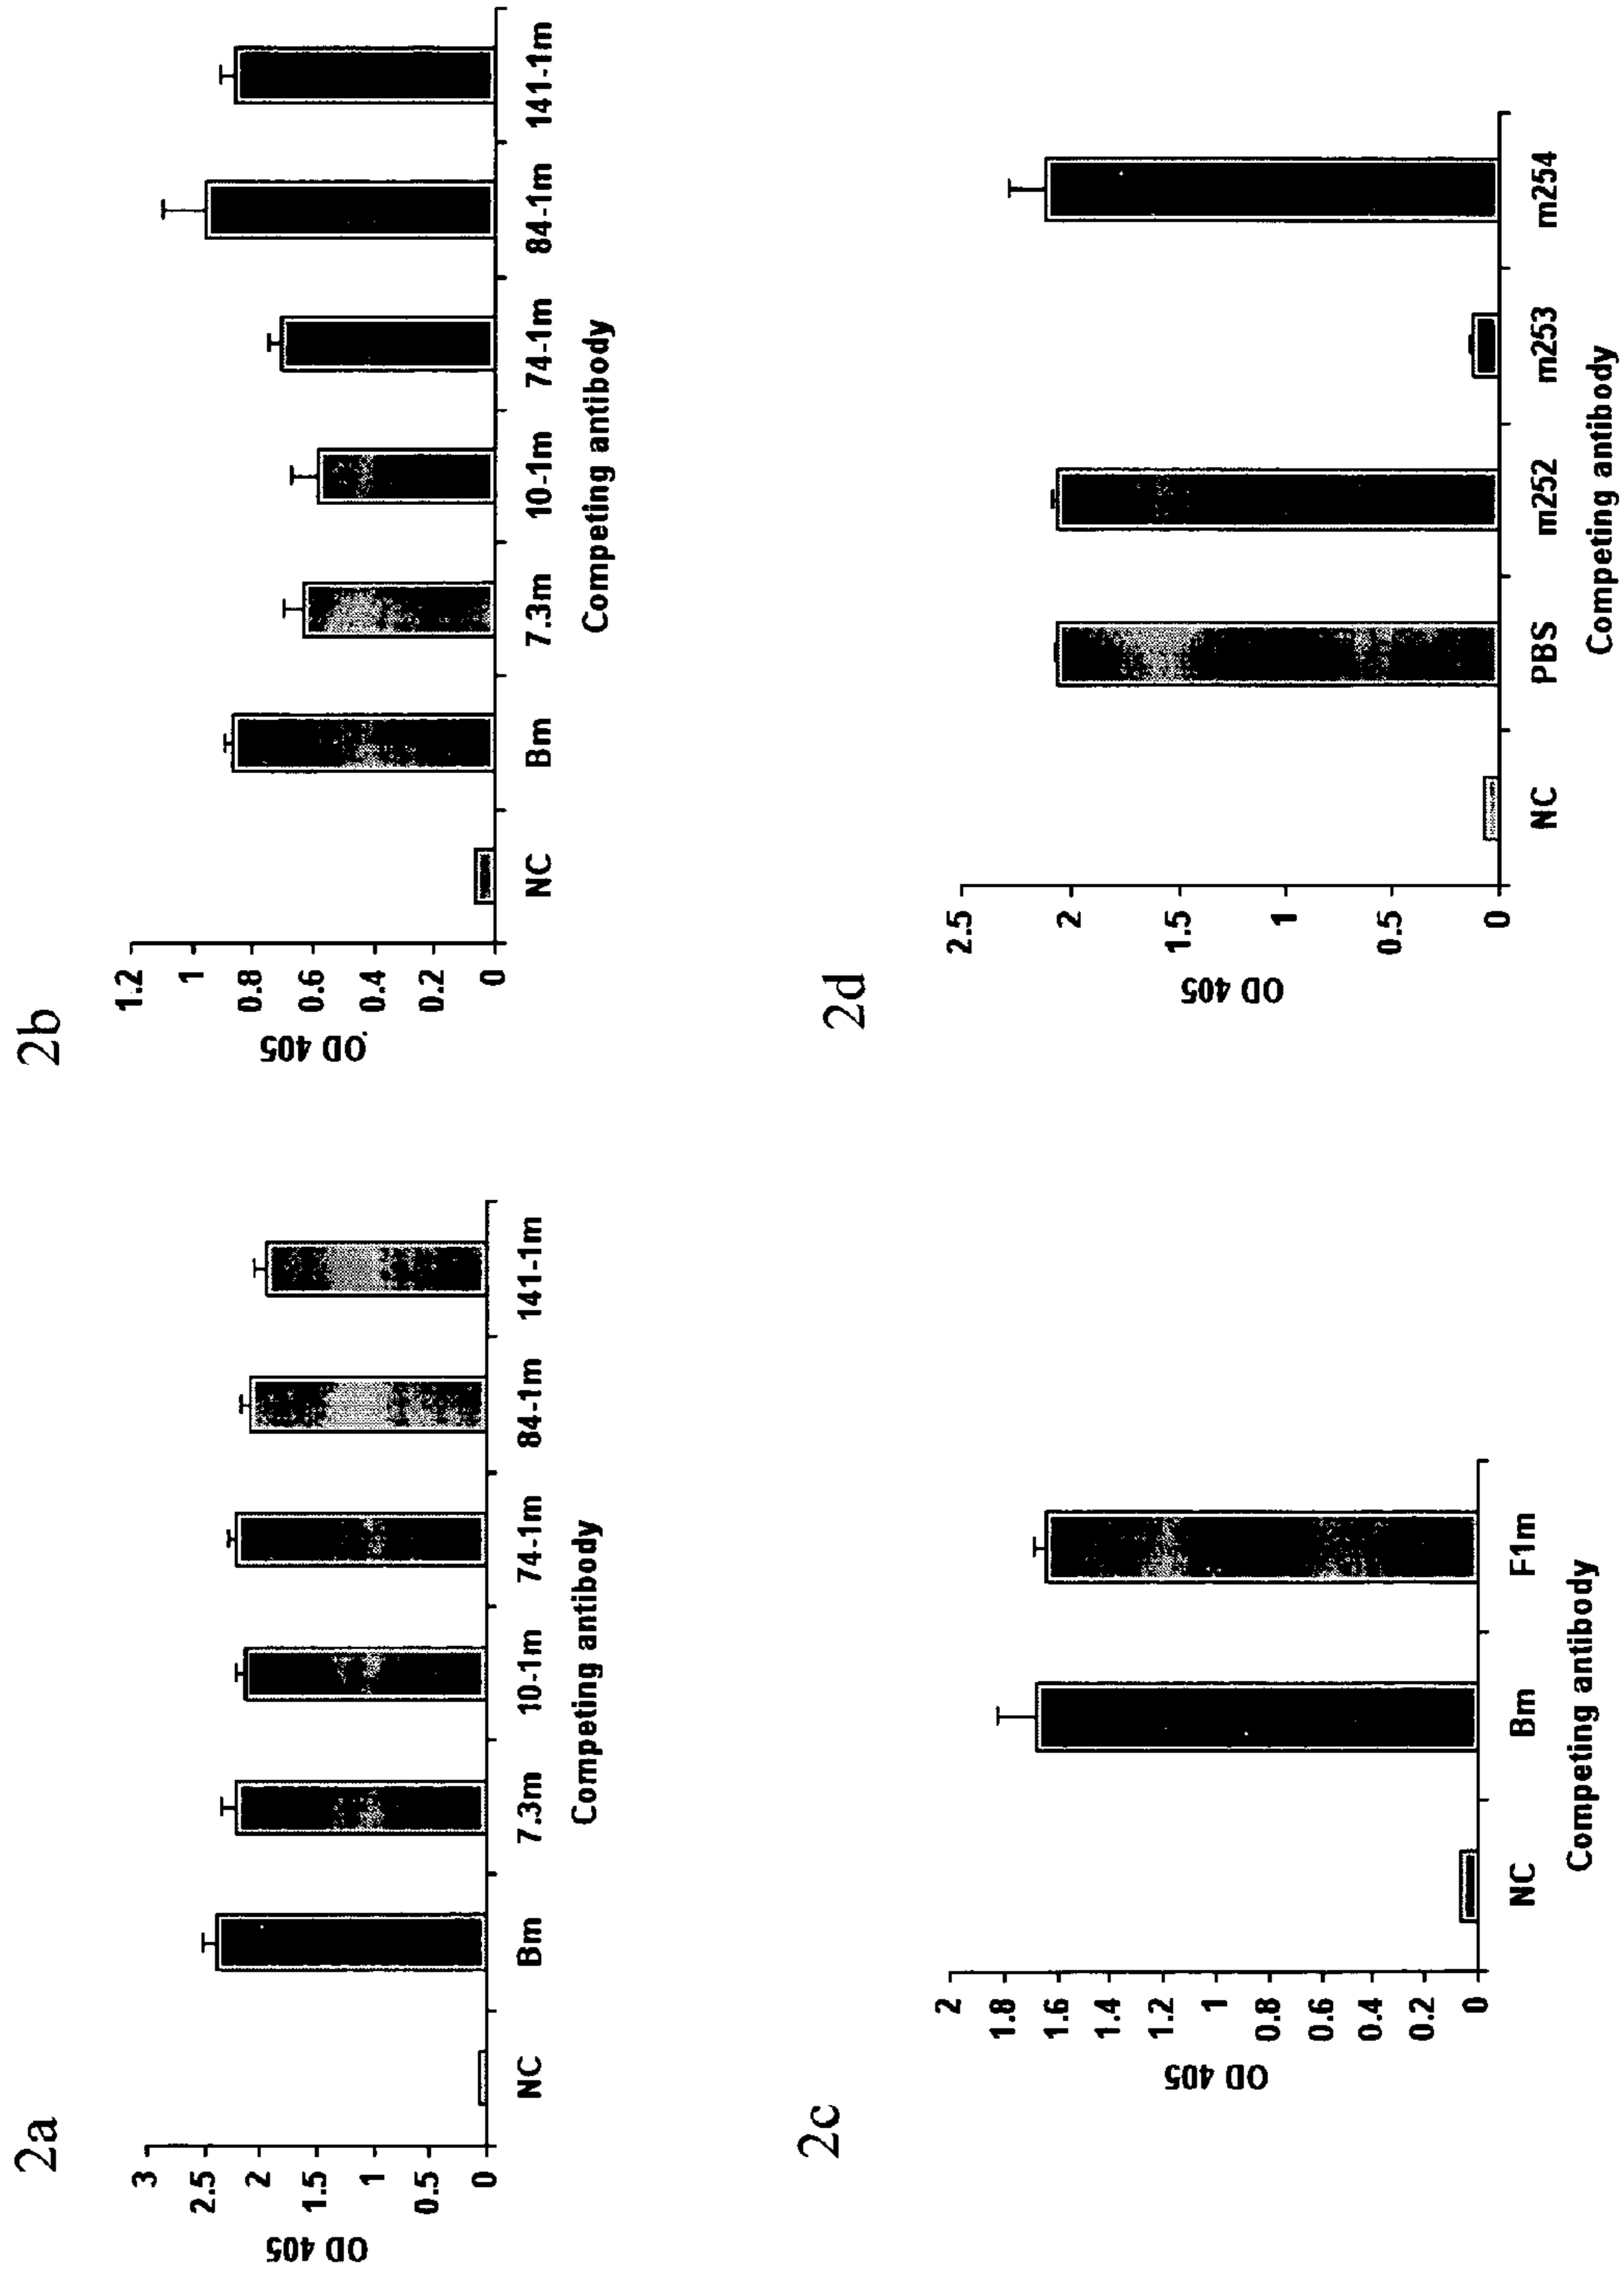 2a
OD 405
3
2.5
2
1.5
1
0.5
0
NC Bm 7.3m 10-1m 74-1m 84-1m 141-1m
Competing antibody
2b
OD 405
1.2
1
0.8
0.6
0.4
0.2
0
NC Bm 7.3m 10-1m 74-1m 84-1m 141-1m
Competing antibody
2c
OD 405
2
1.8
1.6
1.4
1.2
1
0.8
0.6
0.4
0.2
0
NC Bm F1m
Competing antibody
2d
OD 405
2.5
2
1.5
1
0.5
0
NC PBS m252 m253 m254
Competing antibody